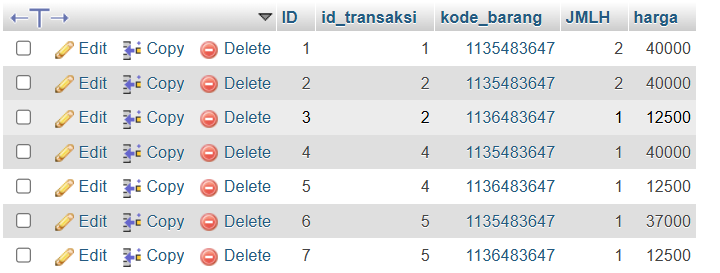 ID id_transaksi kode_barang JMLH harga
Edit Copy Delete 1 1 1135483647 2 40000
Edit Copy Delete 2 2 1135483647 2 40000
Edit Copy Delete 3 2 1136483647 1 12500
Edit Copy Delete 4 4 1135483647 1 40000
Edit Copy Delete 5 4 1136483647 1 12500
Edit Copy Delete 6 5 1135483647 1 37000
Edit Copy Delete 7 5 1136483647 1 12500